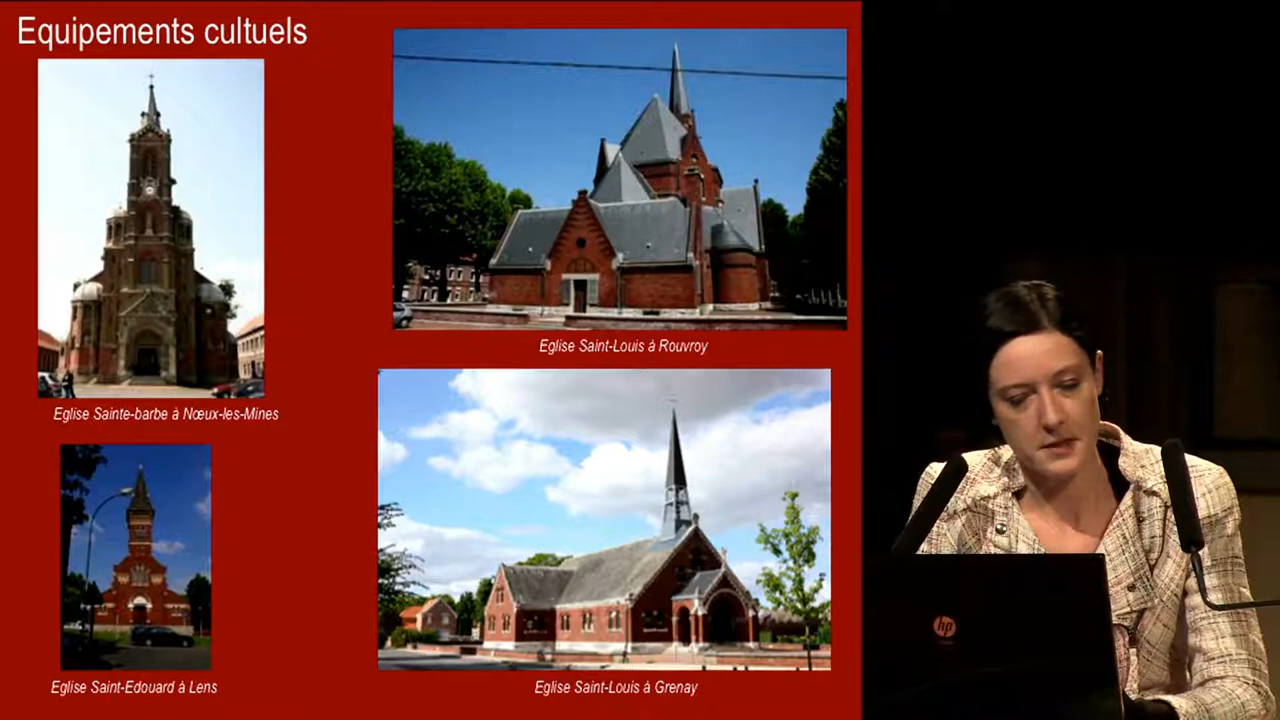 Equipements cultuels
Eglise Sainte-barbe à Nœux-les-Mines
Eglise Saint-Louis à Rouvroy
Eglise Saint-Edouard à Lens
Eglise Saint-Louis à Grenay
hp